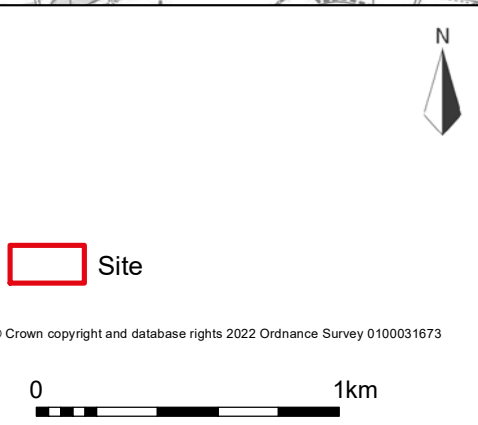 N
Site
© Crown copyright and database rights 2022 Ordnance Survey 0100031673
0 1km